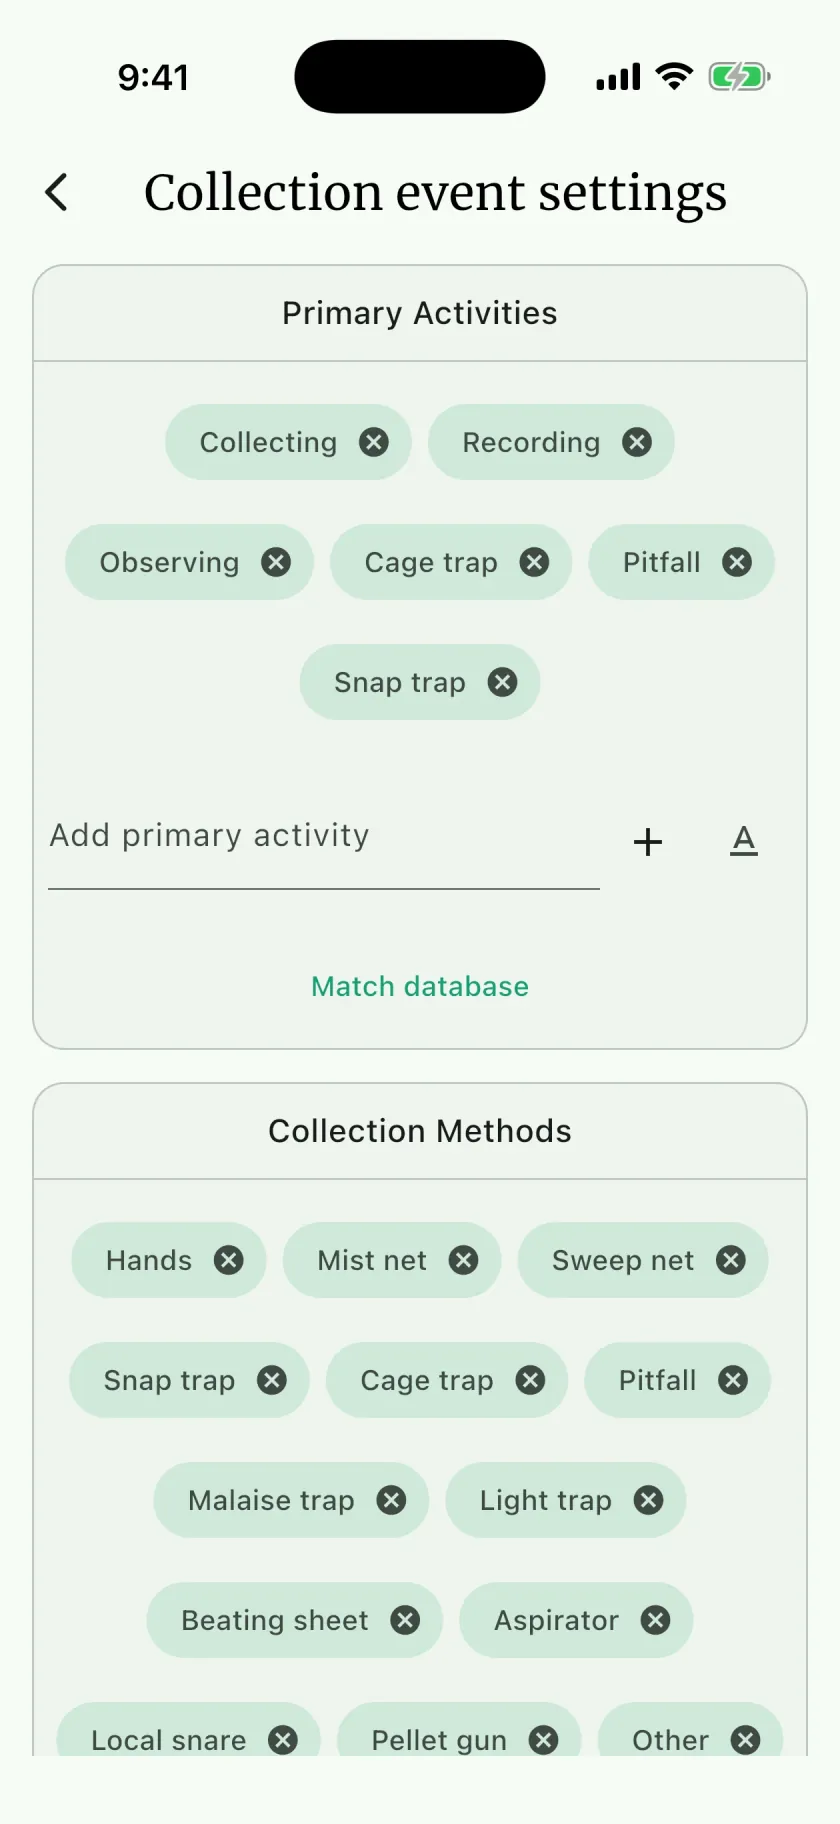 9:41
Collection event settings
Primary Activities
Collecting Recording
Observing Cage trap Pitfall
Snap trap
Add primary activity A
Match database
Collection Methods
Hands Mist net Sweep net
Snap trap Cage trap Pitfall
Malaise trap Light trap
Beating sheet Aspirator
Local snare Pellet gun Other